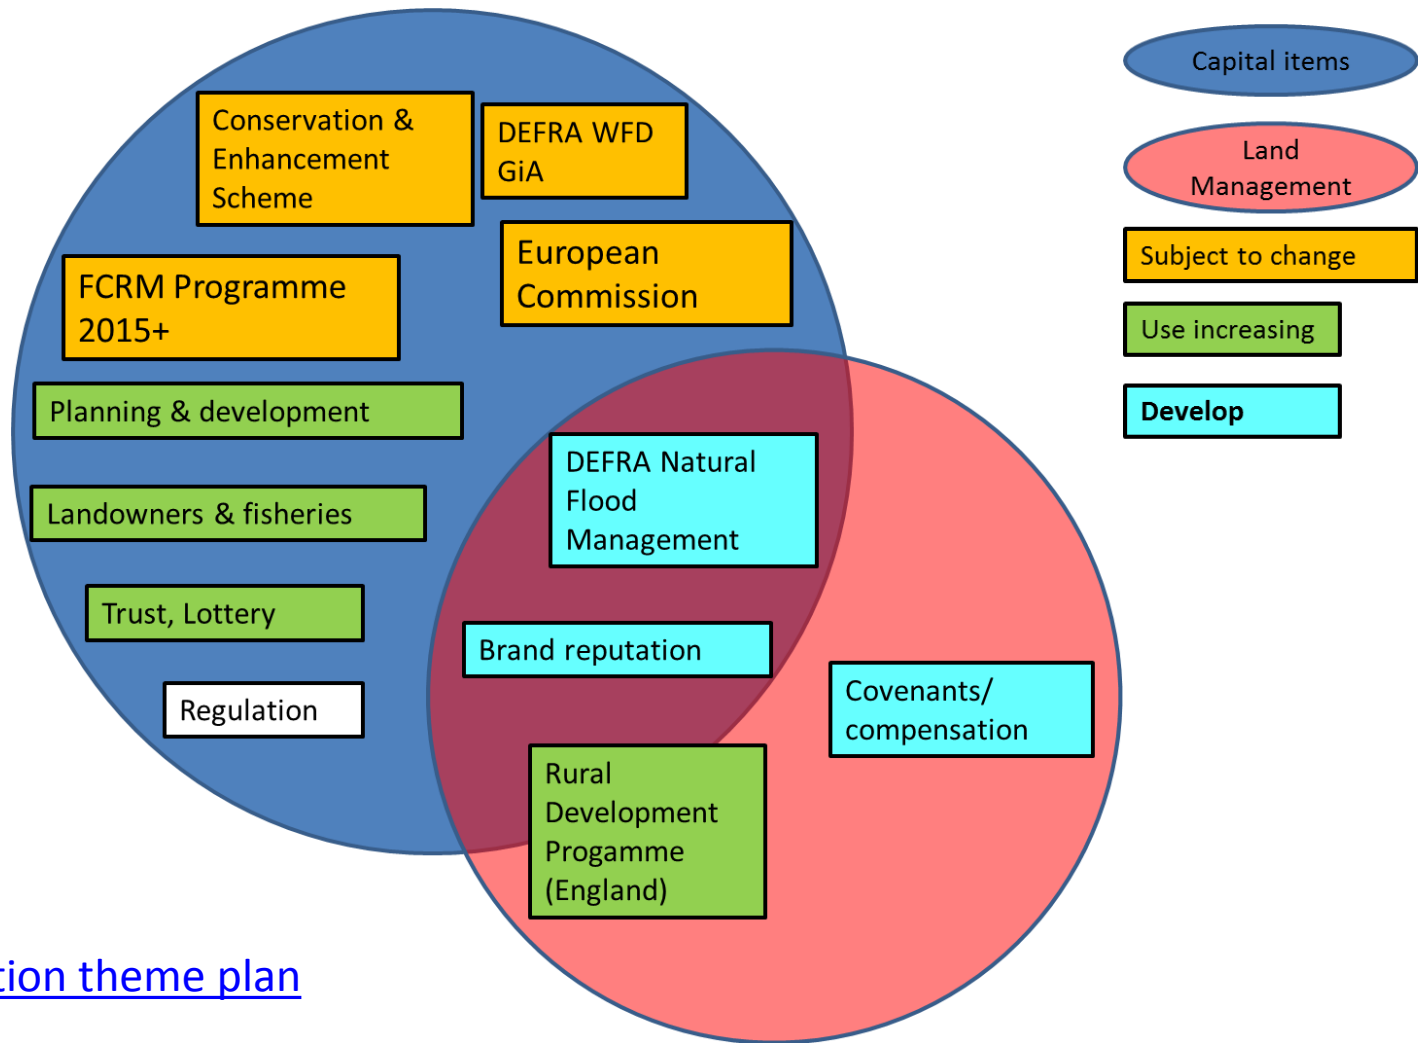 Conservation &
Enhancement
Scheme
DEFRA WFD
GiA
European
Commission
FCRM Programme
2015+
Planning & development
Landowners & fisheries
Trust, Lottery
Regulation
DEFRA Natural
Flood
Management
Brand reputation
Covenants/
compensation
Rural
Development
Progamme
(England)
Capital items
Land
Management
Subject to change
Use increasing
Develop
tion theme plan